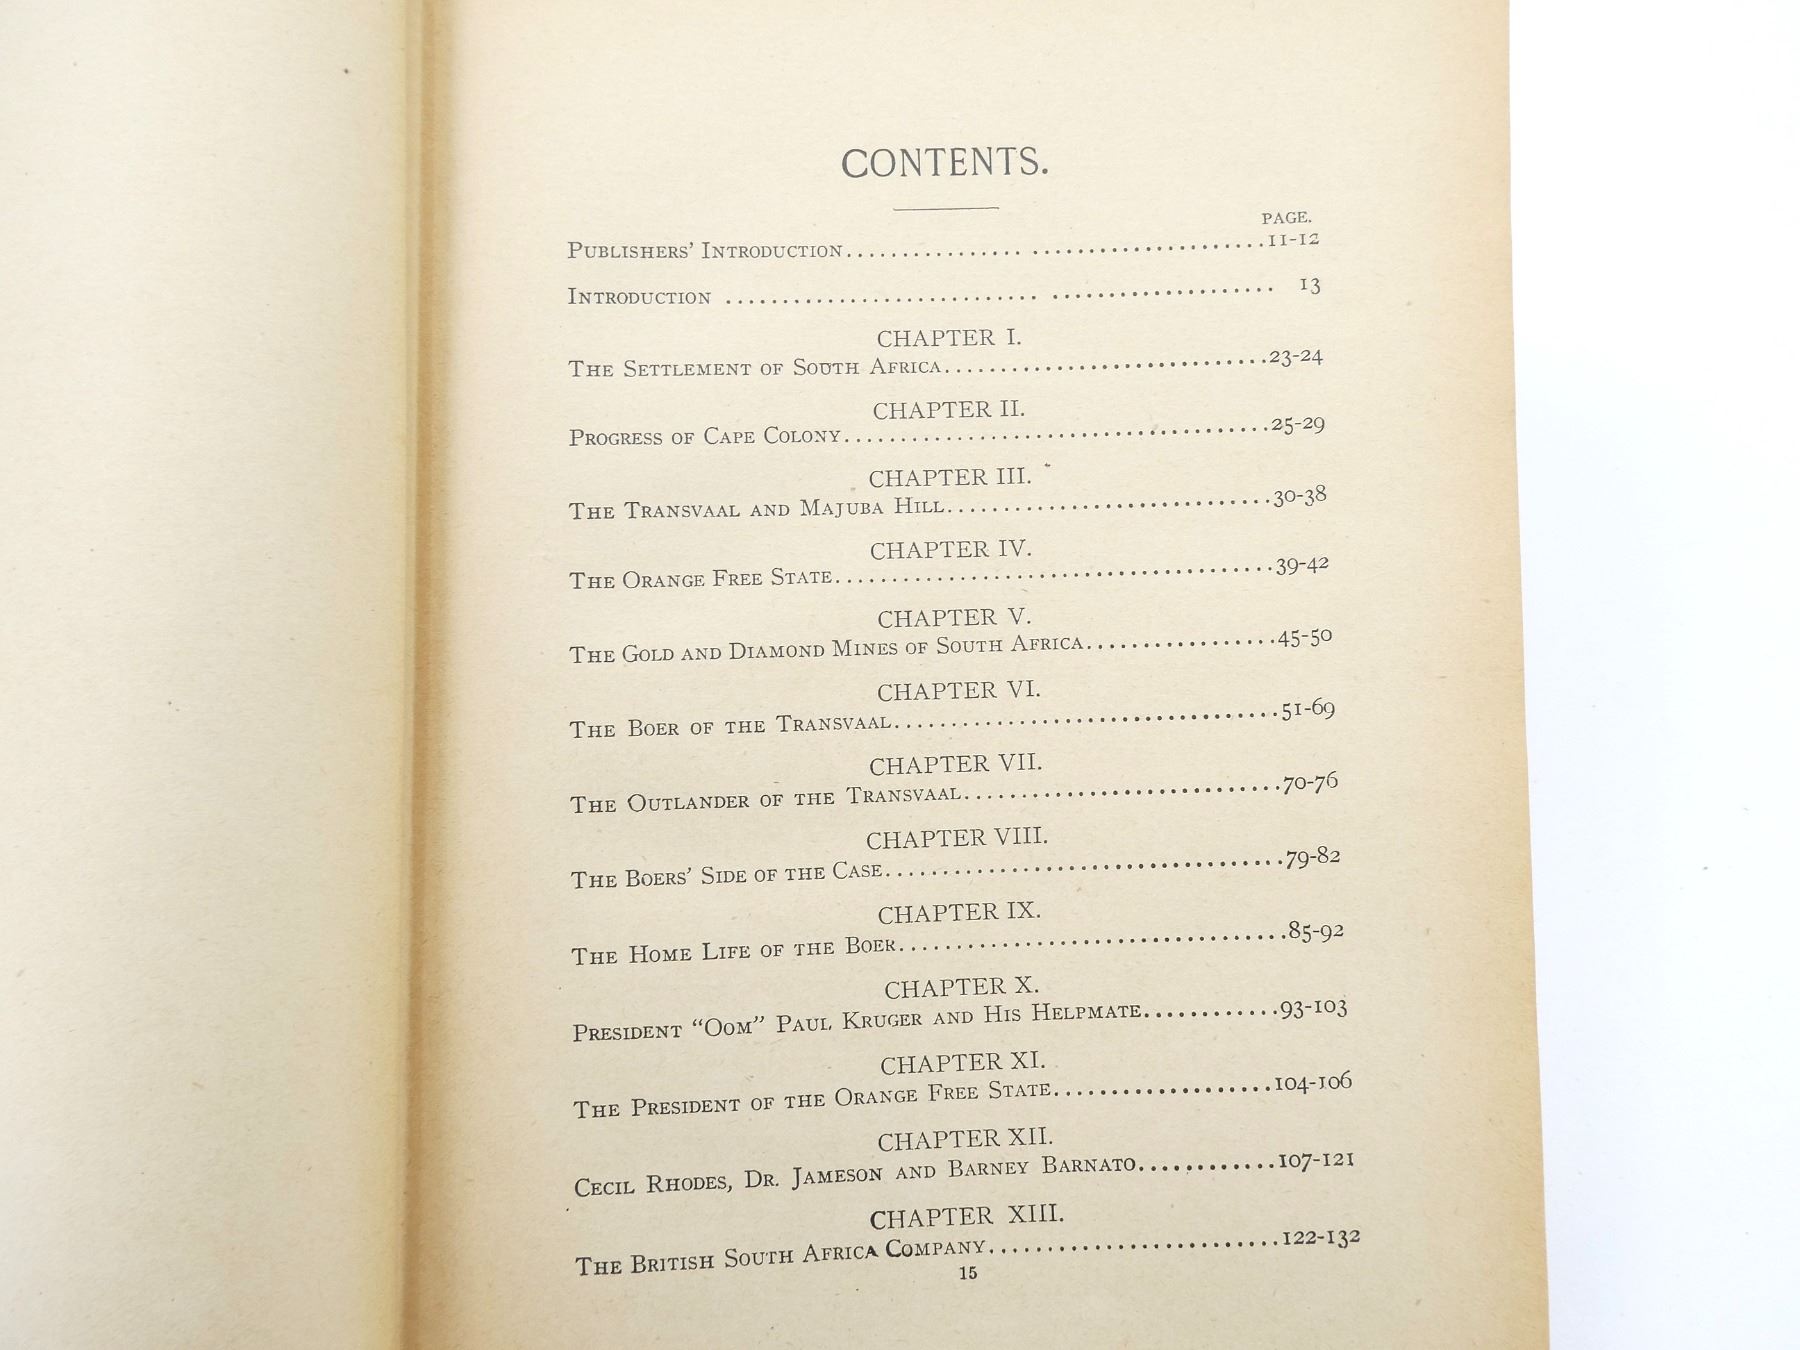 CONTENTS.
PAGE.
Publishers' Introduction.....................................11-12
Introduction ..................................... 13
CHAPTER I.
The Settlement of South Africa.............................23-24
CHAPTER II.
Progress of Cape Colony.....................................25-29
CHAPTER III.
The Transvaal and Majuba Hill.............................30-38
CHAPTER IV.
The Orange Free State.......................................39-42
CHAPTER V.
The Gold and Diamond Mines of South Africa.................45-50
CHAPTER VI.
The Boer of the Transvaal..................................51-69
CHAPTER VII.
The Outlander of the Transvaal............................70-76
CHAPTER VIII.
The Boers' Side of the Case...................................79-82
CHAPTER IX.
The Home Life of the Boer..................................85-92
CHAPTER X.
President "Oom" Paul Kruger and His Helpmate............93-103
CHAPTER XI.
The President of the Orange Free State...................104-106
CHAPTER XII.
Cecil Rhodes, Dr. Jameson and Barney Barnato............107-121
CHAPTER XIII.
The British South Africa Company..........................122-132
15